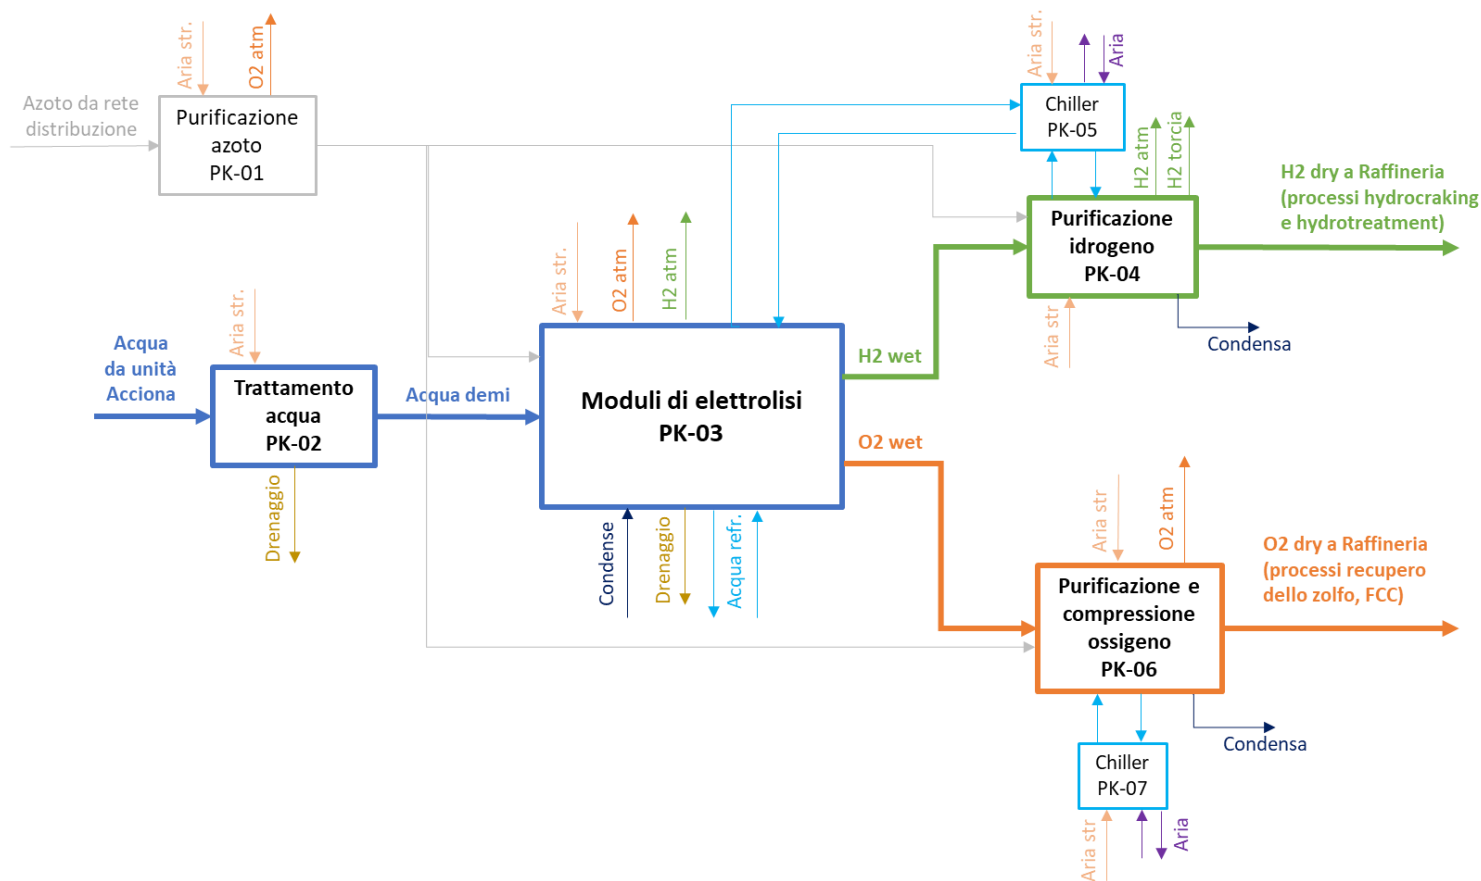 Aria str.
O2 atm
Azoto da rete
distribuzione
Purificazione
azoto
PK-01
Aria str.
Aria
Chiller
PK-05
H2 atm
H2 torcia
H2 dry a Raffineria
(processi hydrocraking
e hydrotreatment)
Purificazione
idrogeno
PK-04
Aria str
Condensa
Aria str.
O2 atm
H2 atm
Aria str.
Acqua
da unità
Acciona
Trattamento
acqua
PK-02
Acqua demi
Moduli di elettrolisi
PK-03
H2 wet
O2 wet
Drenaggio
Condense
Drenaggio
Acqua refr.
Aria str
O2 atm
O2 dry a Raffineria
(processi recupero
dello zolfo, FCC)
Purificazione e
compressione
ossigeno
PK-06
Condensa
Chiller
PK-07
Aria str
Aria